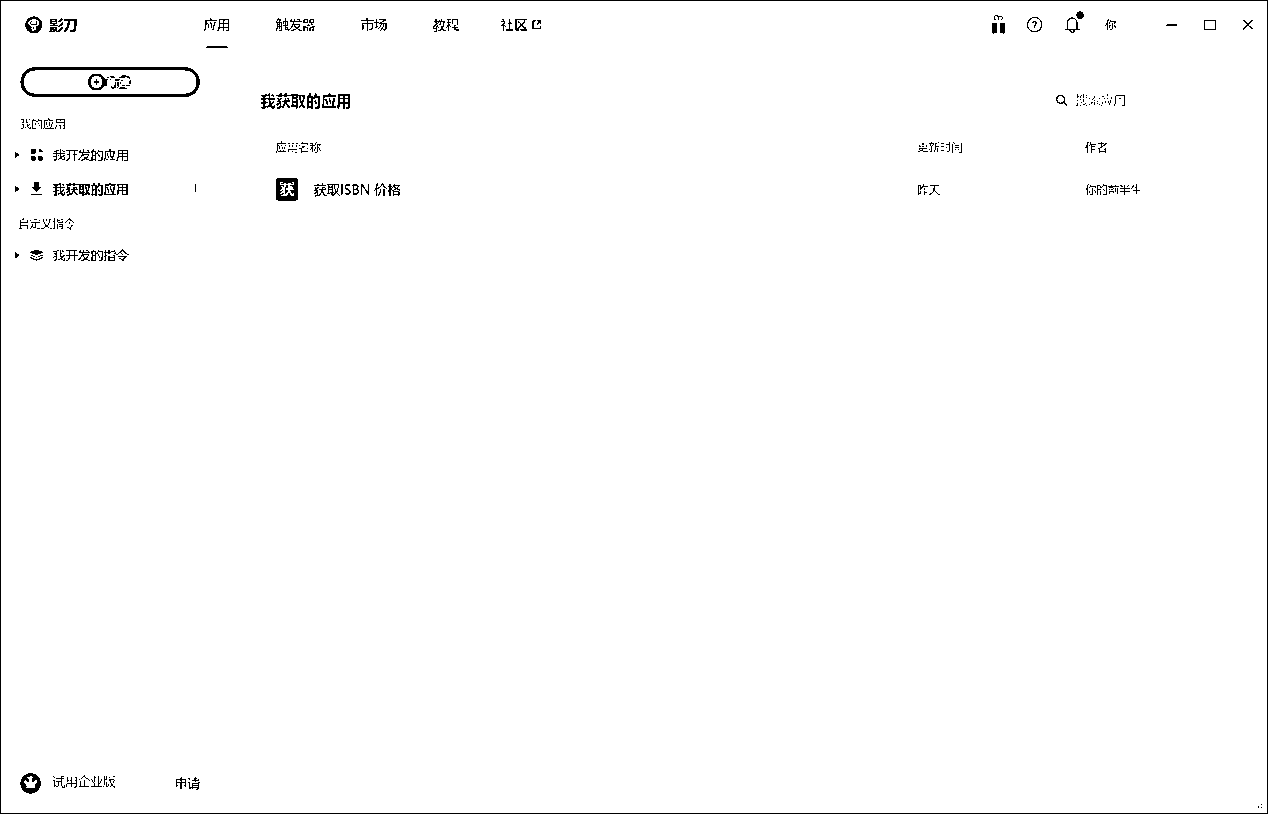 影刀 应用 触发器 市场 教程 社区 你
新建
我的应用
我开发的应用
我获取的应用
自定义指令
我开发的指令
我获取的应用 搜索应用
应用名称 更新时间 作者
获 获取ISBN 价格 昨天 你的前半生
试用企业版 申请